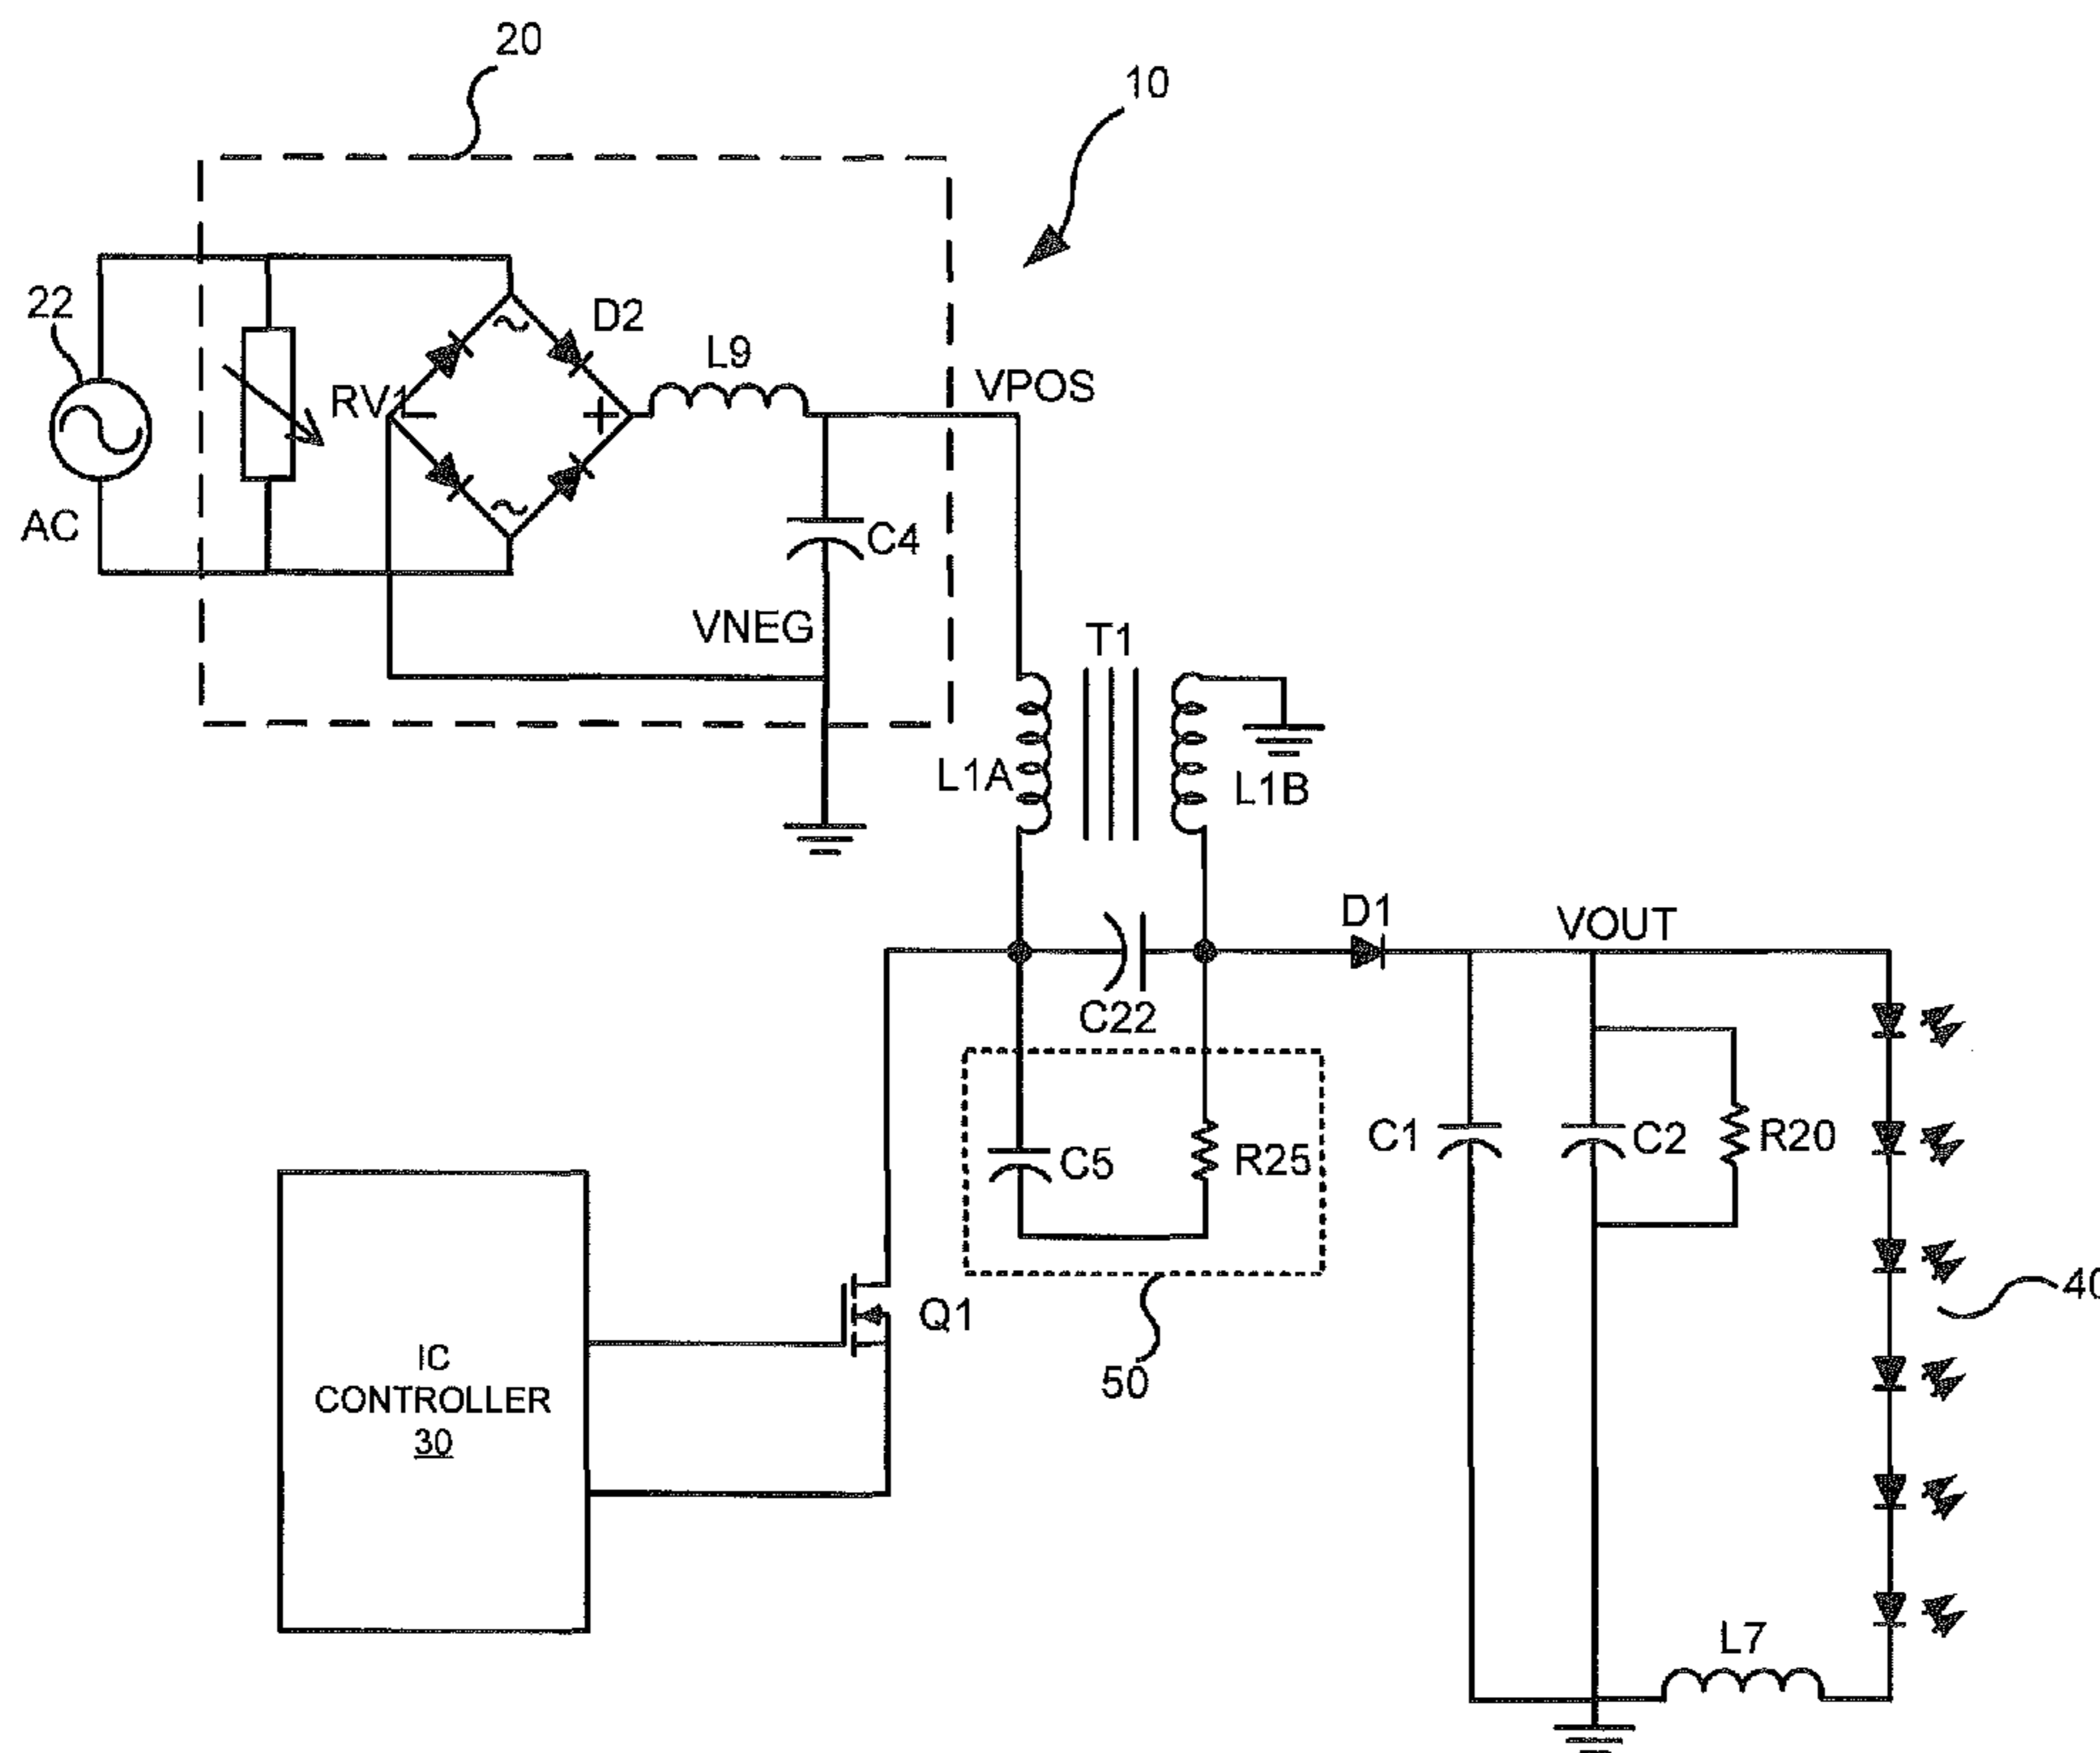 20
10
22
D2
L9
VPOS
RV1
AC
C4
VNEG
T1
L1A
L1B
D1
VOUT
C22
C1
C2
R20
C5
R25
Q1
40
50
IC
CONTROLLER
30
L7